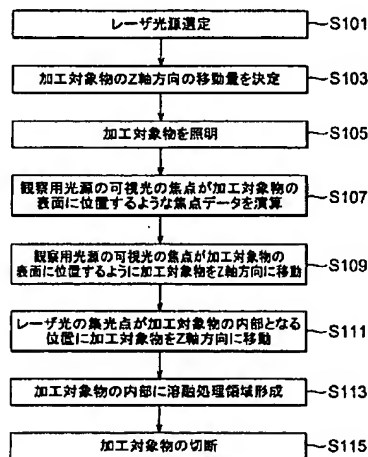 レーザ光源選定
S101
加工対象物のZ軸方向の移動量を決定
S103
加工対象物を照明
S105
観察用光源の可視光の焦点が加工対象物の
表面に位置するような焦点データを演算
S107
観察用光源の可視光の焦点が加工対象物の
表面に位置するように加工対象物をZ軸方向に移動
S109
レーザ光の集光点が加工対象物の内部となる
位置に加工対象物をZ軸方向に移動
S111
加工対象物の内部に溶融処理領域形成
S113
加工対象物の切断
S115